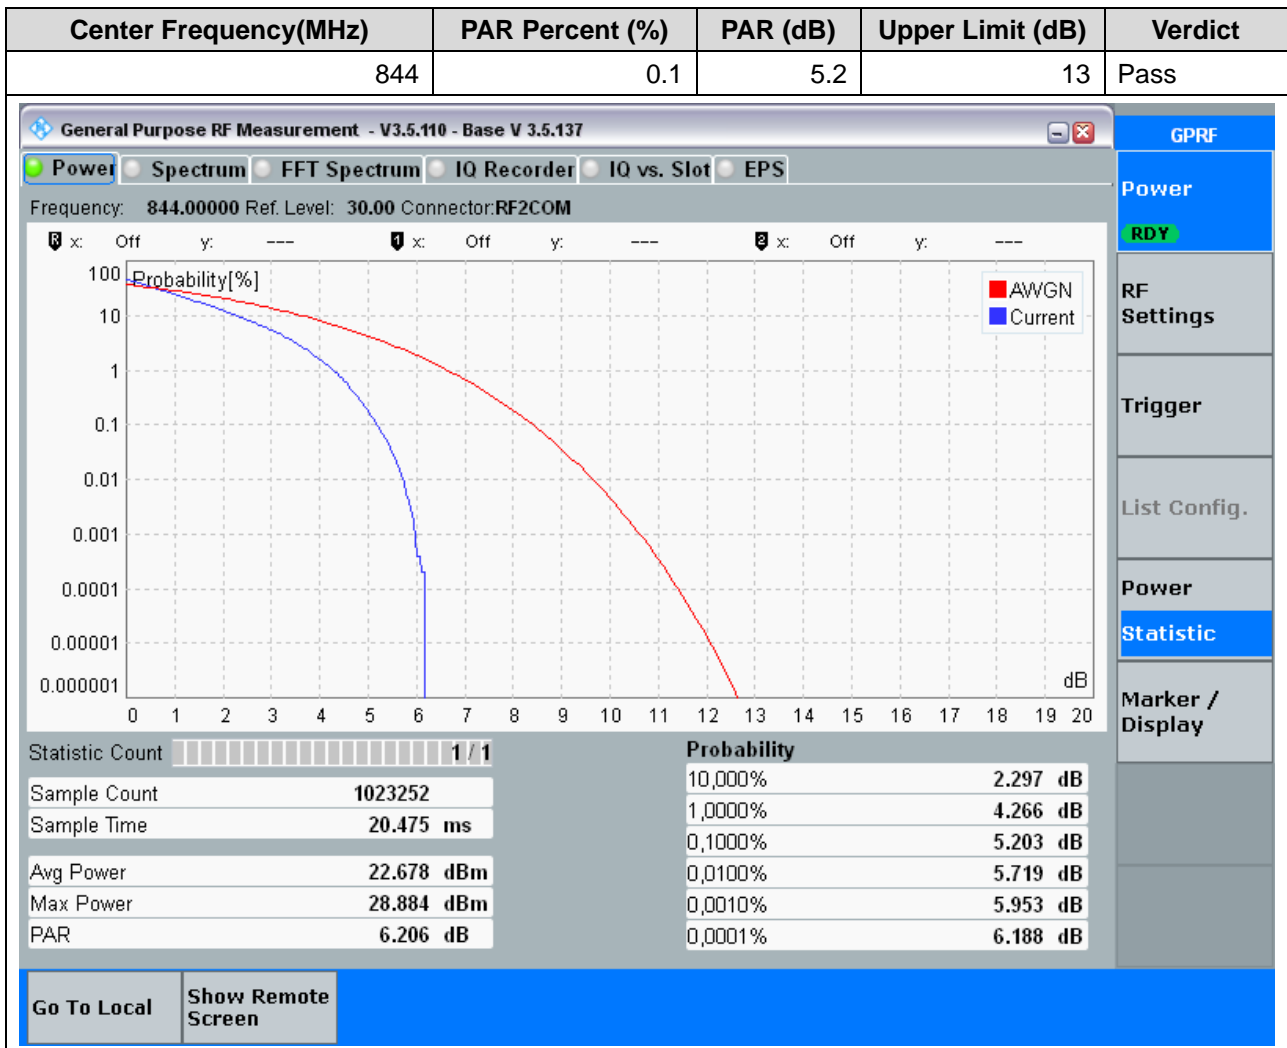 Center Frequency(MHz) PAR Percent (%) PAR (dB) Upper Limit (dB) Verdict
844 0.1 5.2 13 Pass
General Purpose RF Measurement - V3.5.110 - Base V 3.5.137
GPRF
Power Spectrum FFT Spectrum IQ Recorder IQ vs. Slot EPS
Power
RDY
Frequency: 844.00000 Ref. Level: 30.00 Connector:RF2COM
R x: Off y: --- 1 x: Off y: --- 2 x: Off y: ---
Probability[%]
AWGN
Current
100
10
1
0.1
0.01
0.001
0.0001
0.00001
0.000001
dB
0 1 2 3 4 5 6 7 8 9 10 11 12 13 14 15 16 17 18 19 20
RF
Settings
Trigger
List Config.
Power
Statistic
Marker /
Display
Statistic Count 1 / 1
Sample Count 1023252
Sample Time 20.475 ms
Avg Power 22.678 dBm
Max Power 28.884 dBm
PAR 6.206 dB
Probability
10,000% 2.297 dB
1,0000% 4.266 dB
0,1000% 5.203 dB
0,0100% 5.719 dB
0,0010% 5.953 dB
0,0001% 6.188 dB
Go To Local
Show Remote
Screen